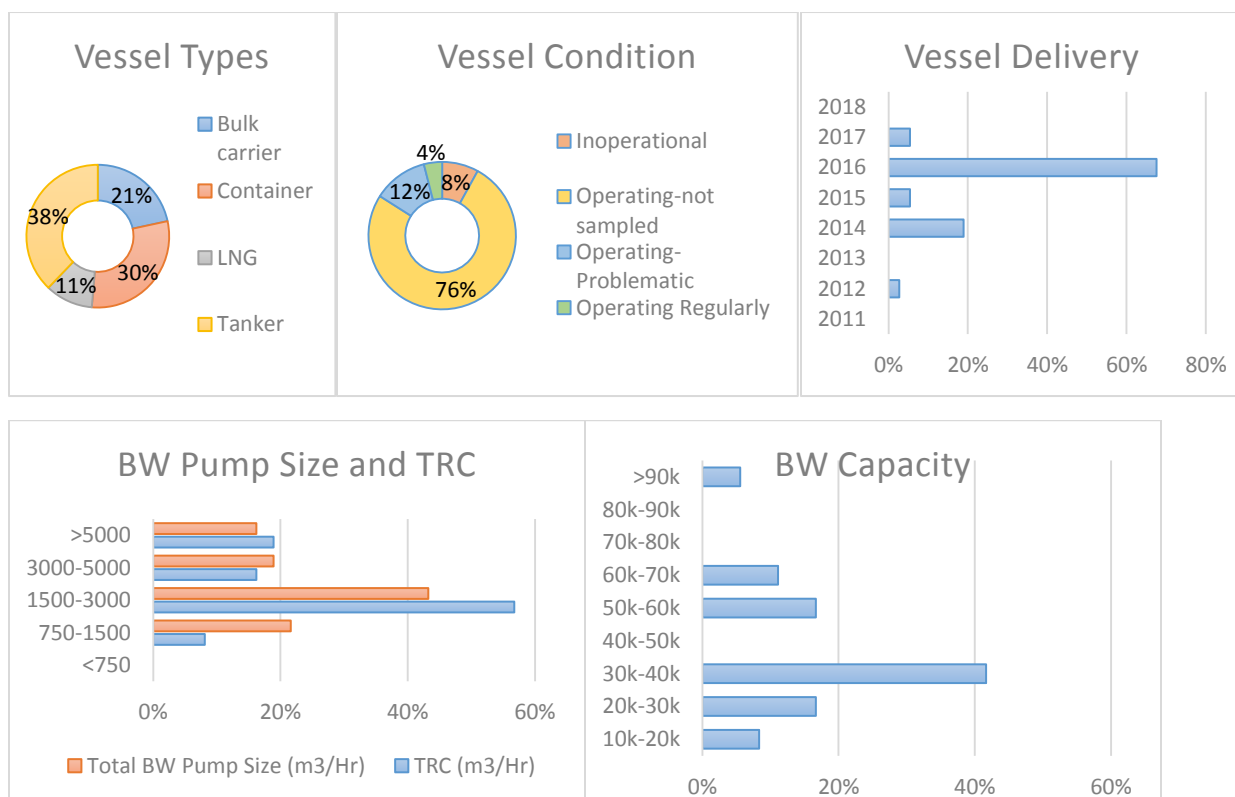 Vessel Types
Bulk
carrier
Container
LNG
Tanker
21%
30%
11%
38%
Vessel Condition
Inoperational
Operating-not
sampled
Operating-
Problematic
Operating Regularly
4%
8%
12%
76%
Vessel Delivery
2018
2017
2016
2015
2014
2013
2012
2011
0% 20% 40% 60% 80%
BW Pump Size and TRC
>5000
3000-5000
1500-3000
750-1500
<750
0% 20% 40% 60%
Total BW Pump Size (m3/Hr) TRC (m3/Hr)
BW Capacity
>90k
80k-90k
70k-80k
60k-70k
50k-60k
40k-50k
30k-40k
20k-30k
10k-20k
0% 20% 40% 60%